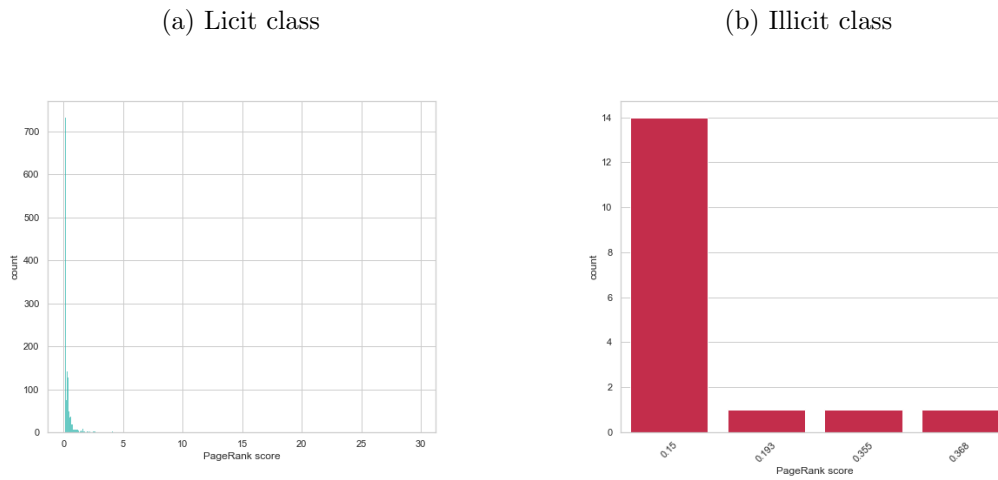 (a) Licit class
(b) Illicit class
700
600
500
400
300
200
100
0
count
0 5 10 15 20 25 30
PageRank score
14
12
10
8
6
4
2
0
count
0.15 0.193 0.355 0.368
PageRank score